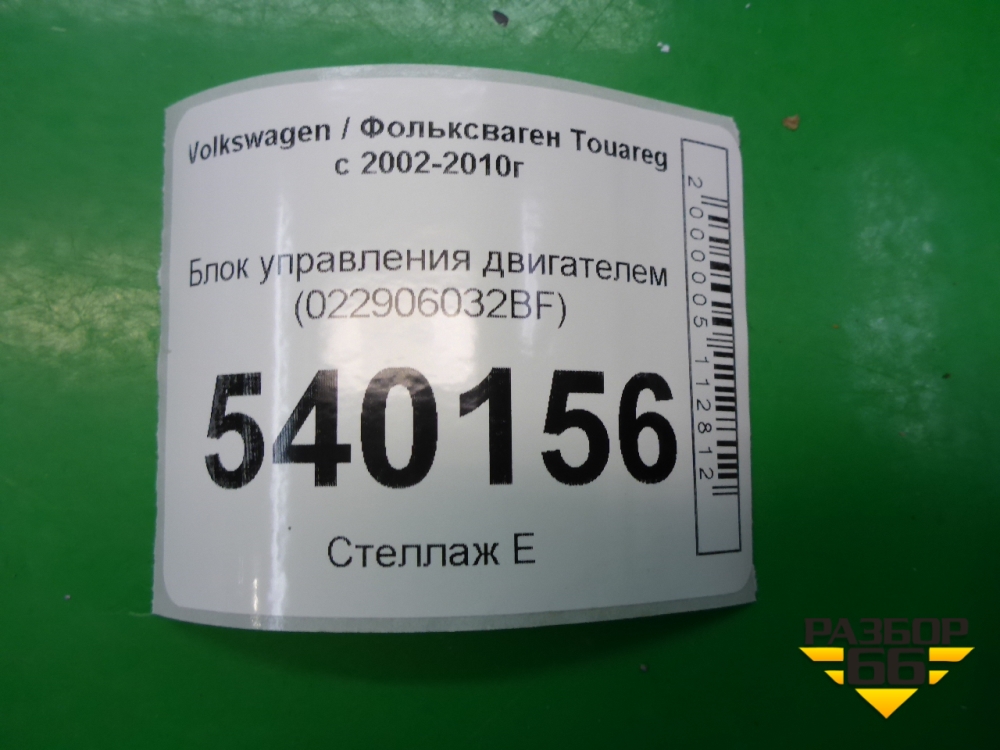 Volkswagen / Фольксваген Touareg
с 2002-2010г
Блок управления двигателем
(022906032BF)
540156
Стеллаж Е
2000005112812
РАЗБОР
66